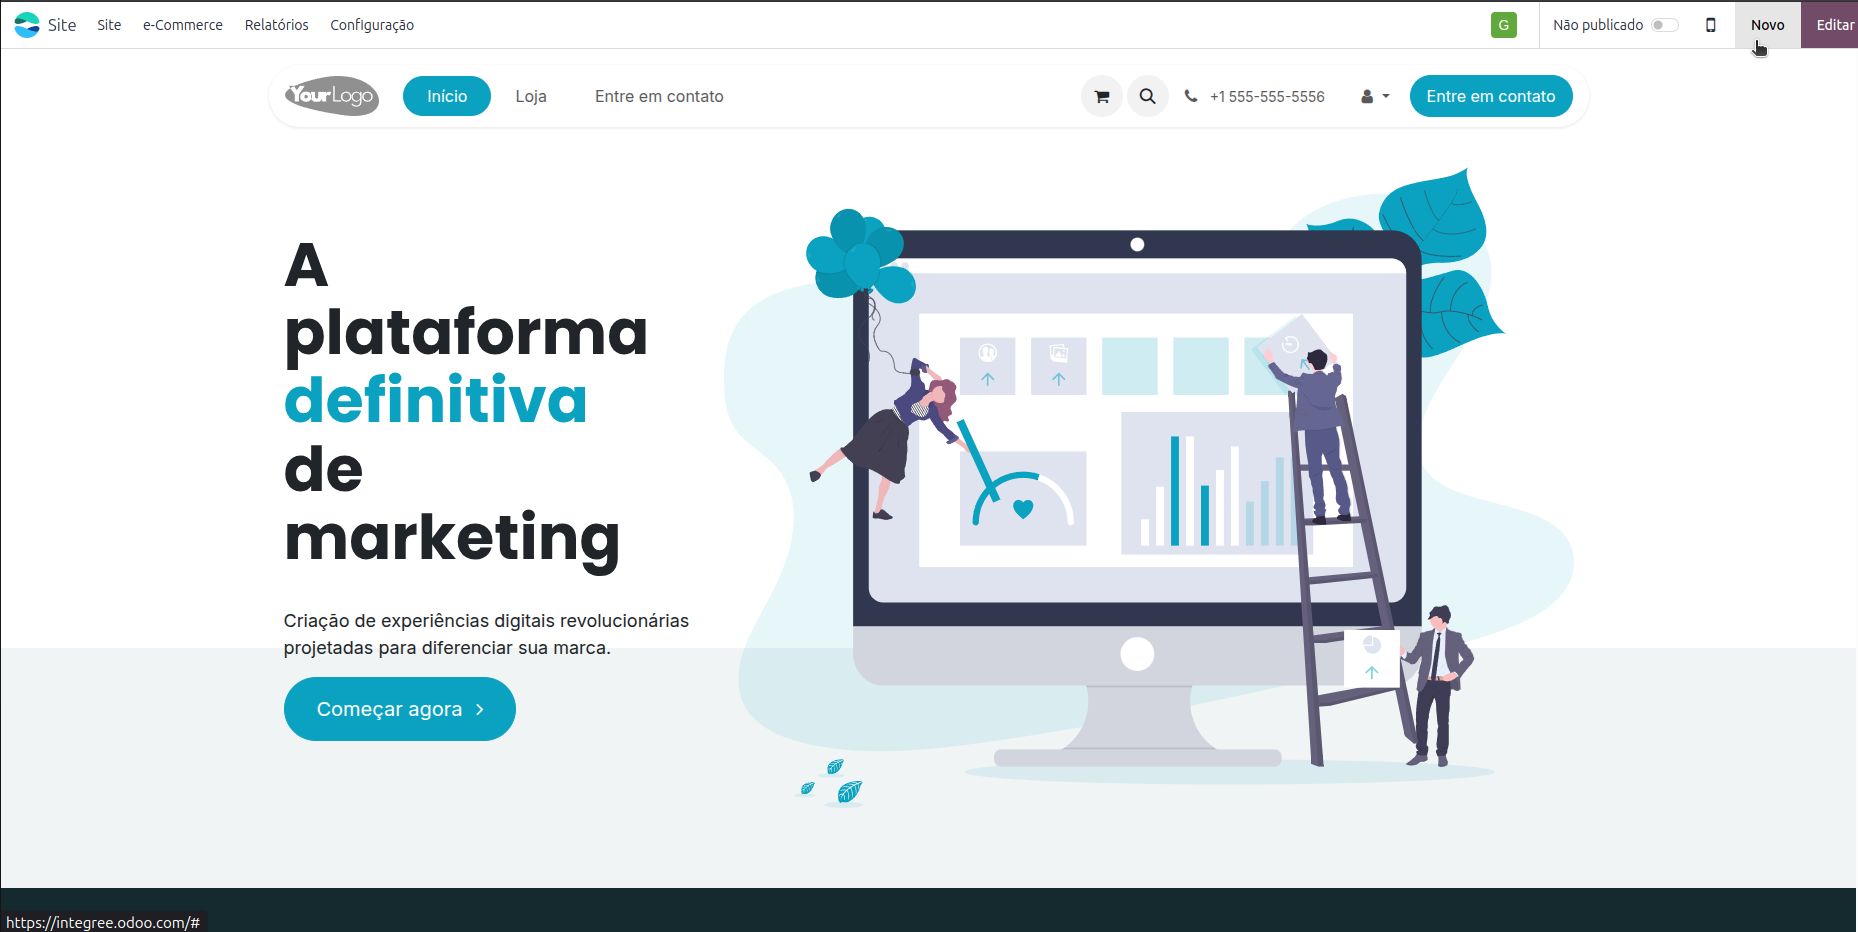 Site Site e-Commerce Relatórios Configuração G Não publicado Novo Editar
YourLogo Início Loja Entre em contato +1 555-555-5556 Entre em contato
A
plataforma
definitiva
de
marketing
Criação de experiências digitais revolucionárias
projetadas para diferenciar sua marca.
Começar agora
https://integree.odoo.com/#